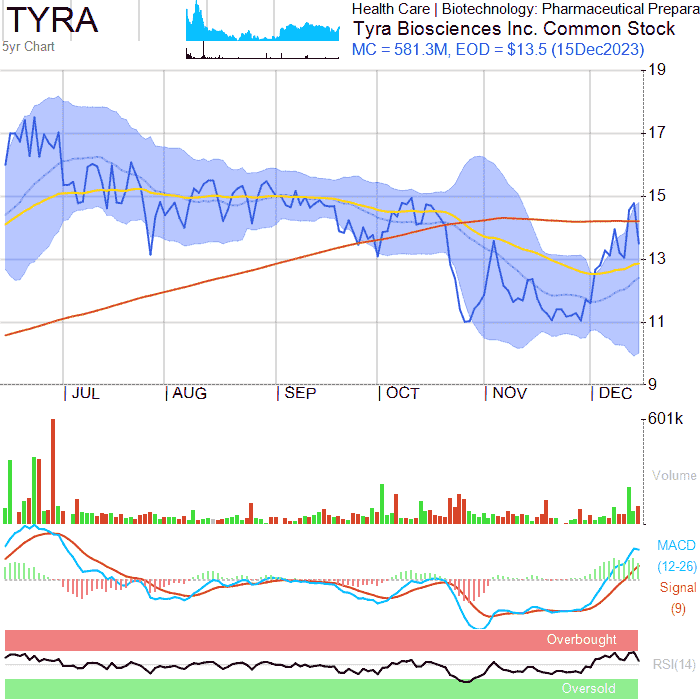 TYRA
5yr Chart
Health Care | Biotechnology: Pharmaceutical Prepara
Tyra Biosciences Inc. Common Stock
MC = 581.3M, EOD = $13.5 (15Dec2023)
19
17
15
13
11
9
JUL AUG SEP OCT NOV DEC
601k
Volume
MACD
(12-26)
Signal
(9)
Overbought
RSI(14)
Oversold